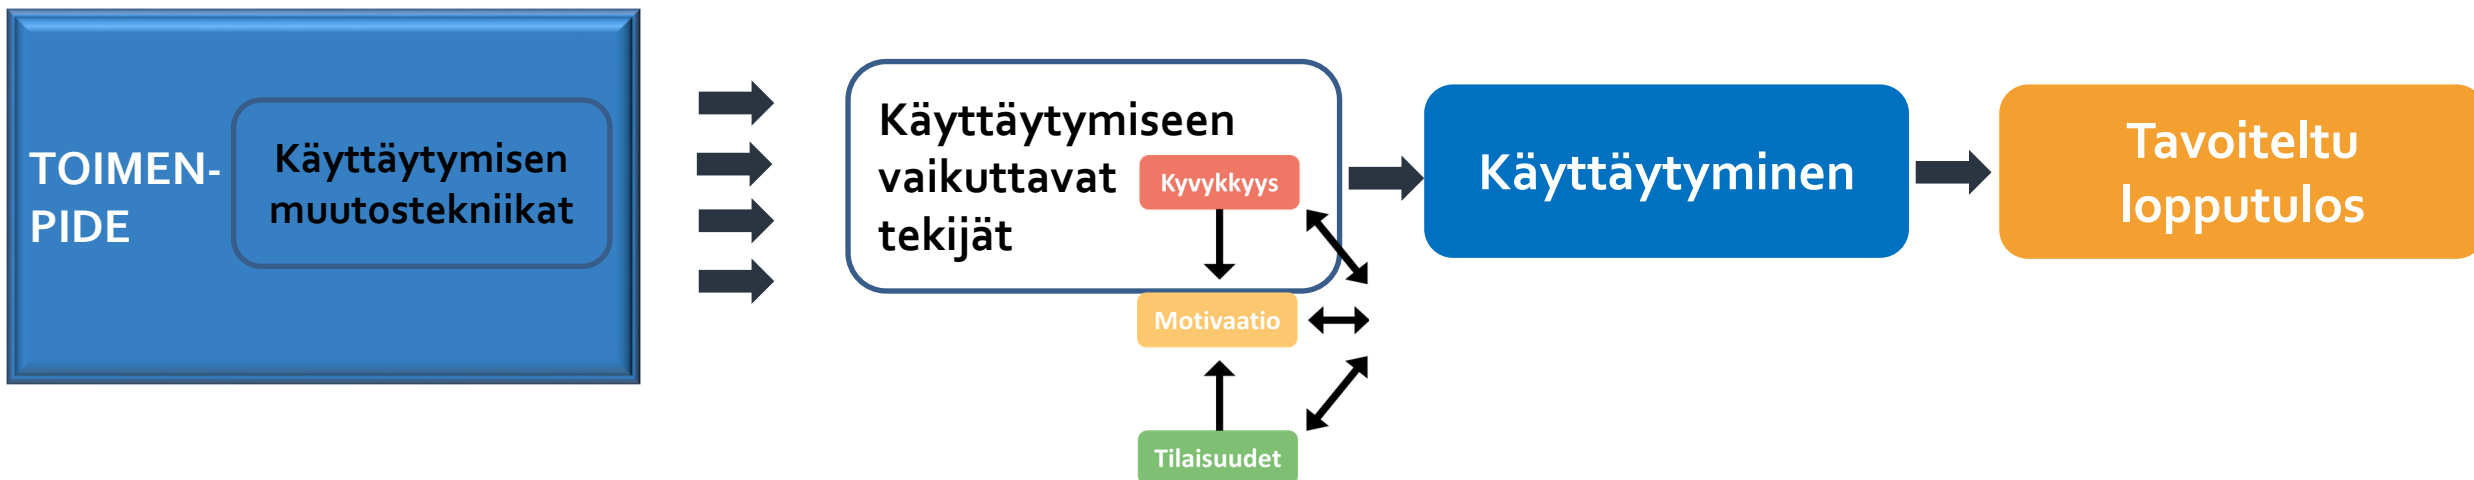 TOIMEN-
PIDE
Käyttäytymisen
muutostekniikat
Käyttäytymiseen
vaikuttavat
tekijät
Kyvykkyys
Motivaatio
Tilaisuudet
Käyttäytyminen
Tavoiteltu
lopputulos